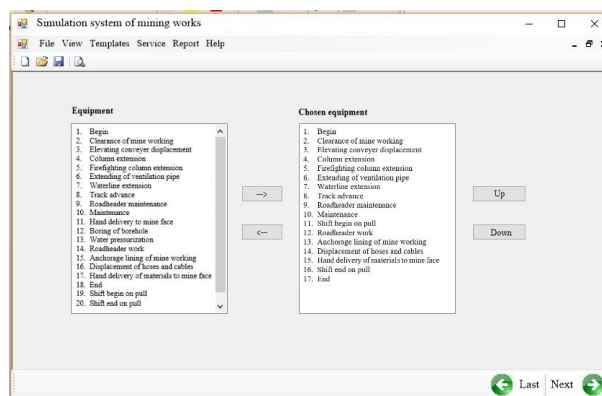 Simulation system of mining works
File View Templates Service Report Help
Equipment
1. Begin
2. Clearance of mine working
3. Elevating conveyer displacement
4. Column extension
5. Firefighting column extension
6. Extending of ventilation pipe
7. Waterline extension
8. Track advance
9. Roadheader maintenance
10. Maintenance
11. Hand delivery to mine face
12. Boring of borehole
13. Water pressurization
14. Roadheader work
15. Anchorage lining of mine working
16. Displacement of hoses and cables
17. Hand delivery of materials to mine face
18. End
19. Shift begin on pull
20. Shift end on pull
-->
<--
Chosen equipment
1. Begin
2. Clearance of mine working
3. Elevating conveyer displacement
4. Column extension
5. Firefighting column extension
6. Extending of ventilation pipe
7. Waterline extension
8. Track advance
9. Roadheader maintenance
10. Maintenance
11. Shift begin on pull
12. Roadheader work
13. Anchorage lining of mine working
14. Displacement of hoses and cables
15. Hand delivery of materials to mine face
16. Shift end on pull
17. End
Up
Down
Last Next